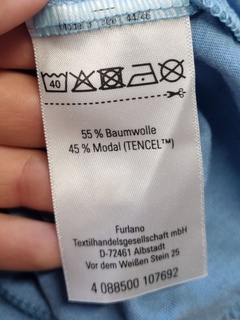 44/46
40
55 % Baumwolle
45 % Modal (TENCEL™)
Furlano
Textilhandelsgesellschaft mbH
D-72461 Albstadt
Vor dem Weißen Stein 25
4 088500 107692